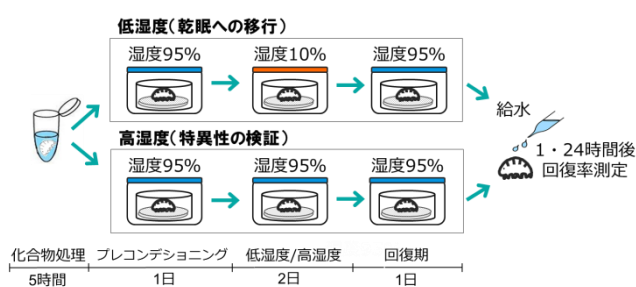 低湿度（乾眠への移行）
湿度95%
湿度10%
湿度95%
給水
1・24時間後
回復率測定
高湿度（特異性の検証）
湿度95%
湿度95%
湿度95%
化合物処理
プレコンデショニング
低湿度/高湿度
回復期
5時間
1日
2日
1日